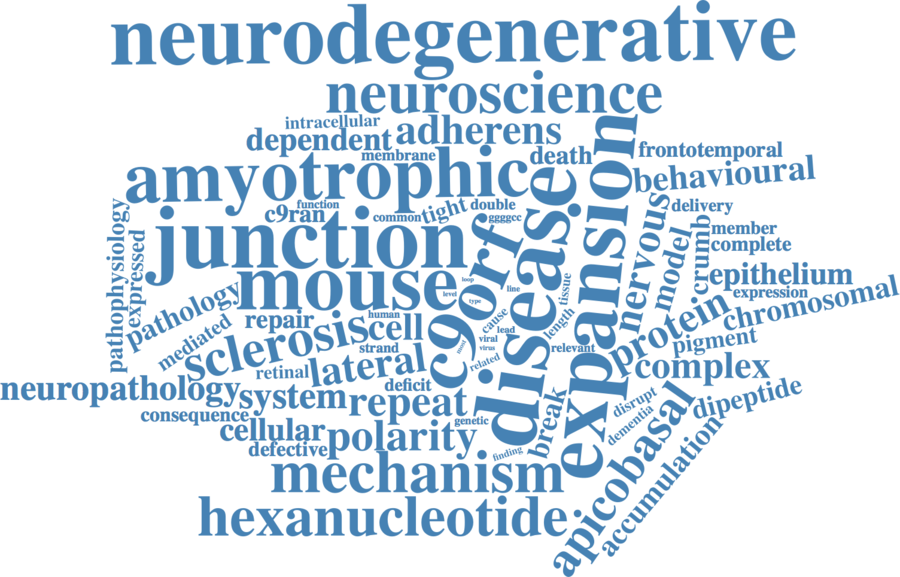 neurodegenerative
neuroscience
intracellular
dependent
adherens
membrane
death
frontotemporal
amyotrophic
behavioural
function
c9ran
common
tight
double
ggggcc
delivery
pathophysiology
expressed
junction
c9orf
disease
expansion
nervous
model
crumb
member
complete
mouse
loop
level
type
line
tissue
epithelium
expression
pathology
mediated
repair
human
sclerosis
cell
cause
lead
viral
virus
length
protein
chromosomal
strand
most
related
relevant
pigment
retinal
lateral
complex
neuropathology
system
deficit
repeat
consequence
genetic
break
disrupt
dementia
dipeptide
cellular
polarity
defective
finding
apicobasal
accumulation
mechanism
hexanucleotide